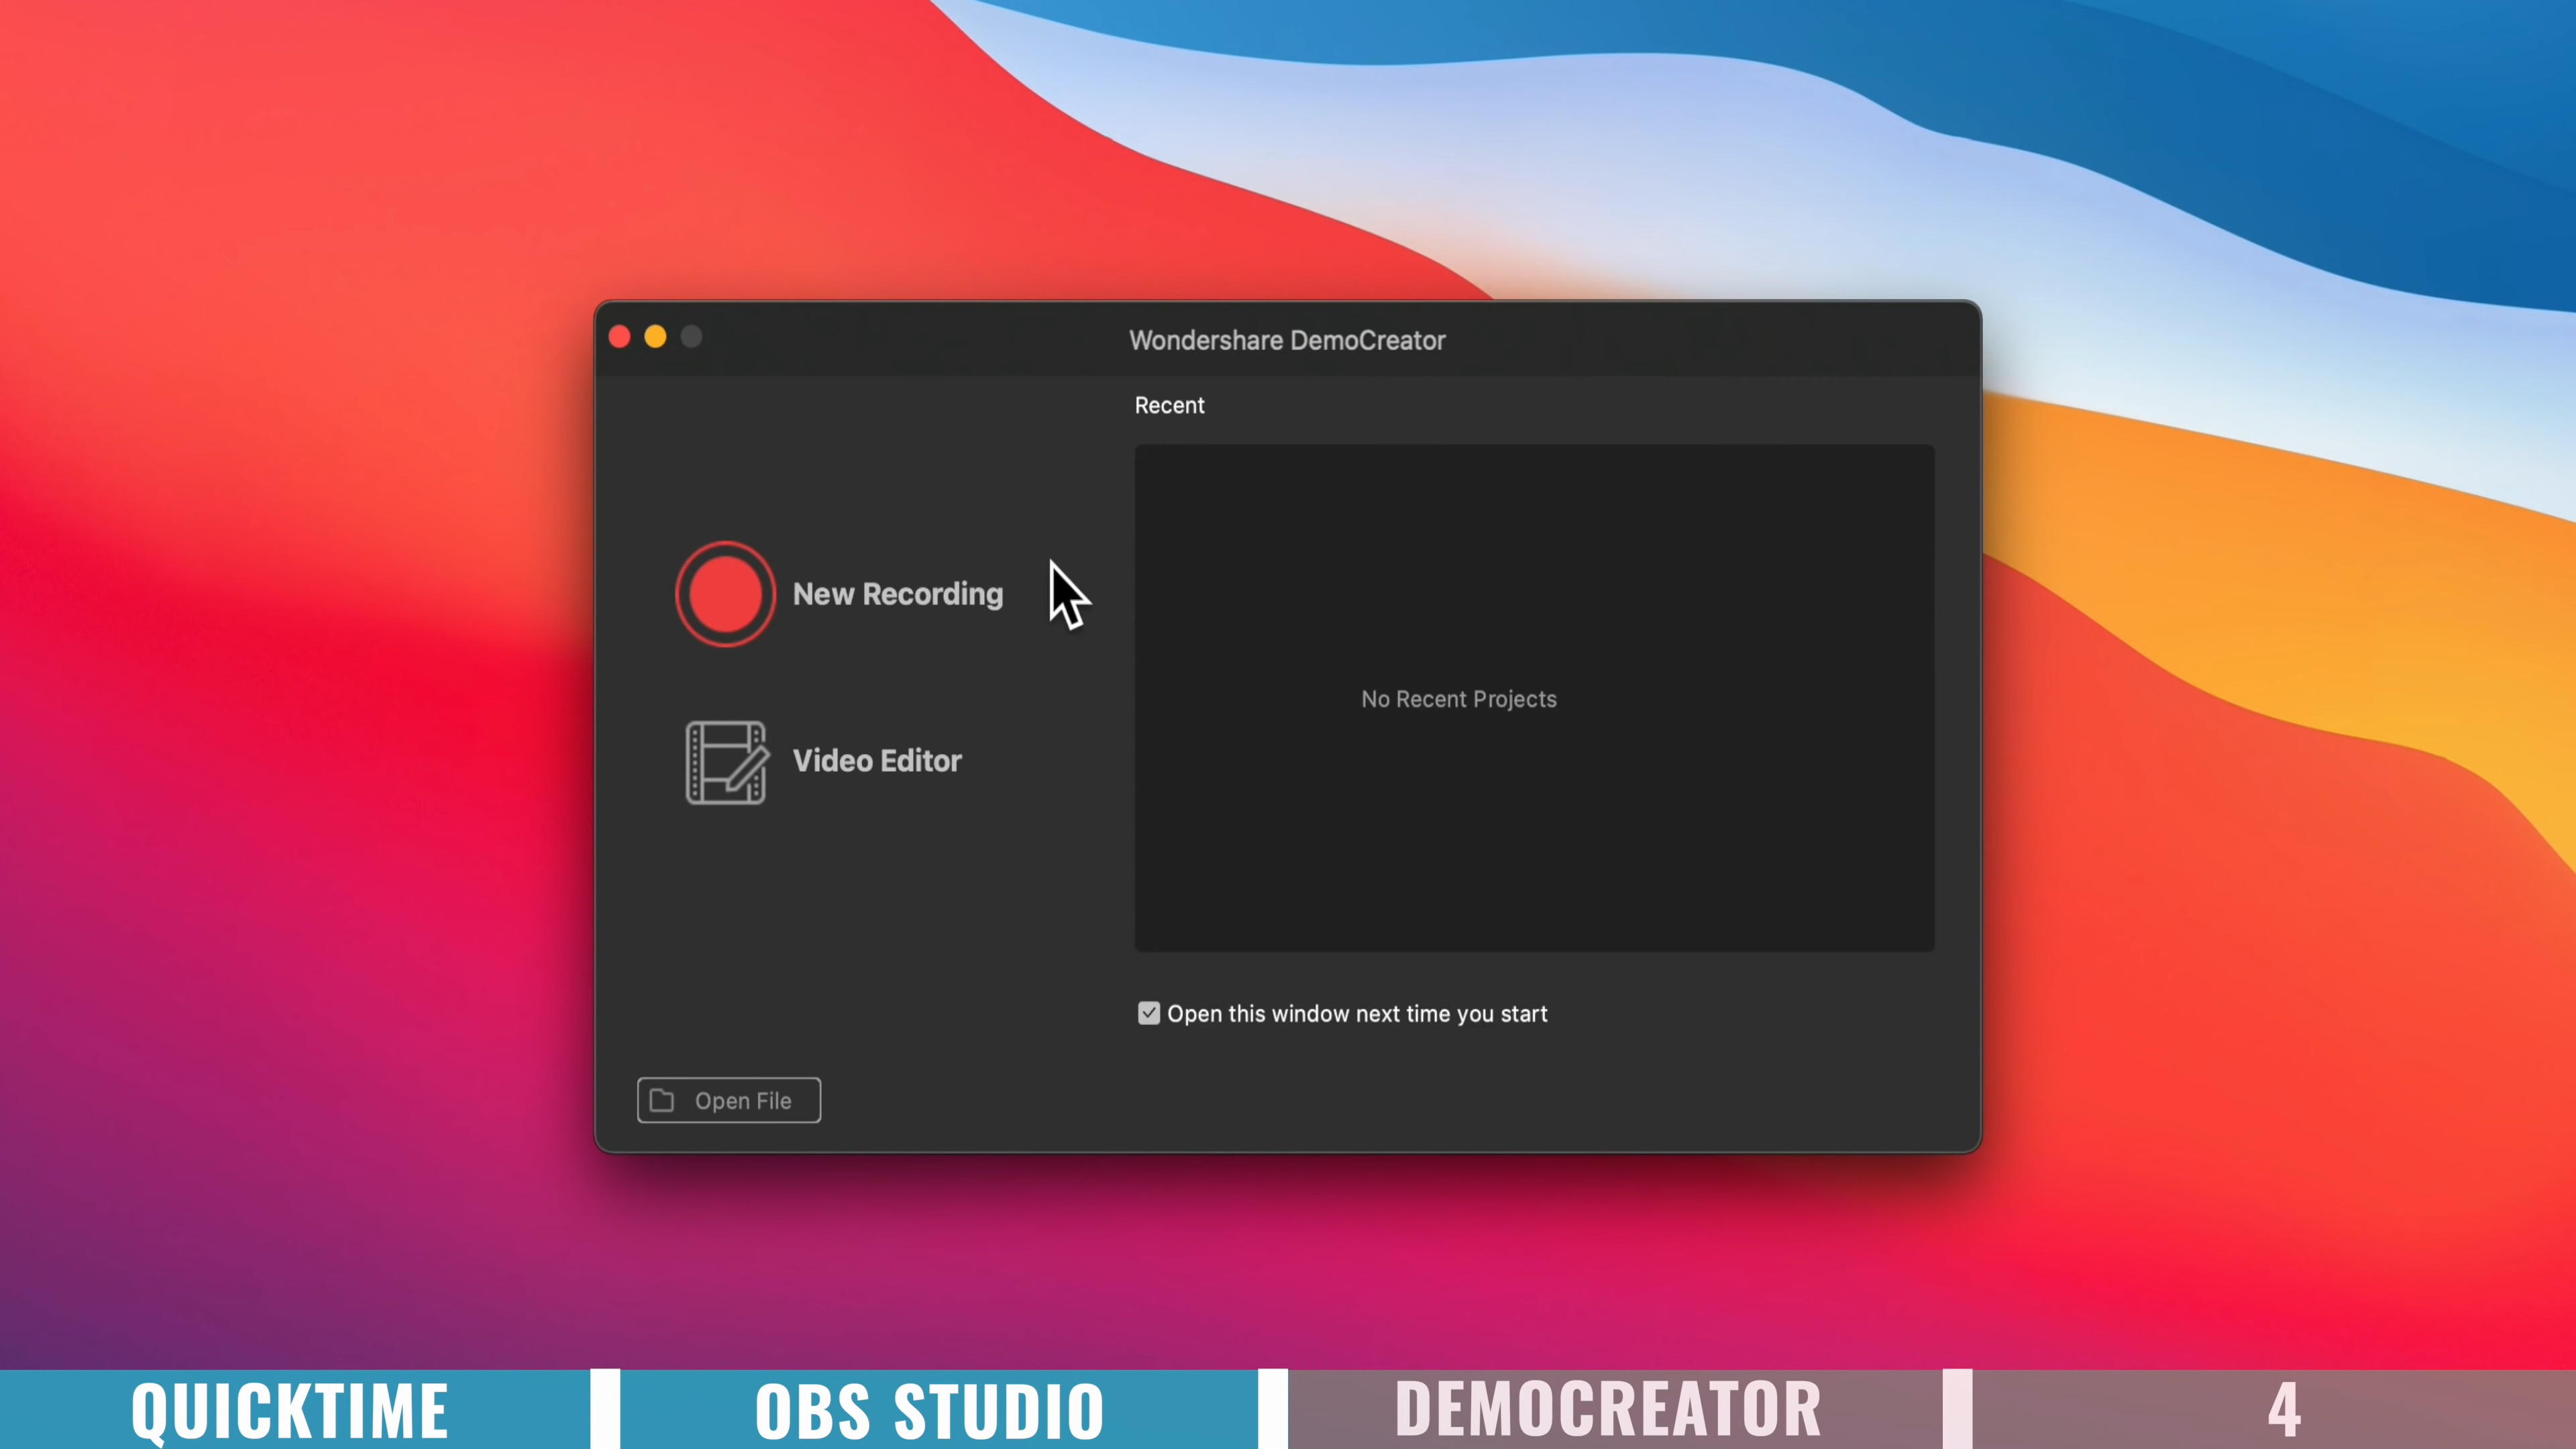 Wondershare DemoCreator
Recent
New Recording
No Recent Projects
Video Editor
Open this window next time you start
Open File
QUICKTIME
OBS STUDIO
DEMOCREATOR
4